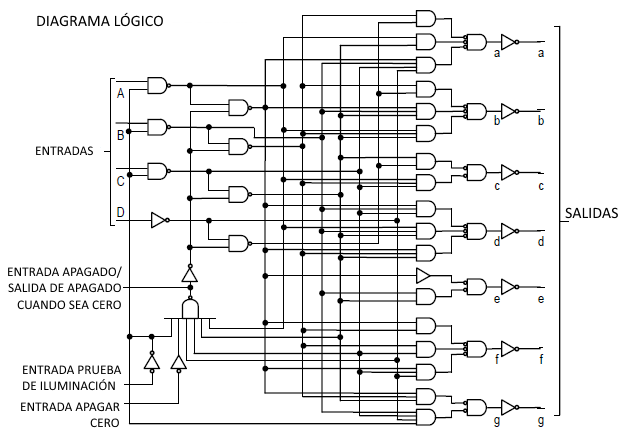 DIAGRAMA LÓGICO
A
B
ENTRADAS
C
D
ENTRADA APAGADO/
SALIDA DE APAGADO
CUANDO SEA CERO
ENTRADA PRUEBA
DE ILUMINACIÓN
ENTRADA APAGAR
CERO
a a
b b
c c
SALIDAS
d d
e e
f f
g g